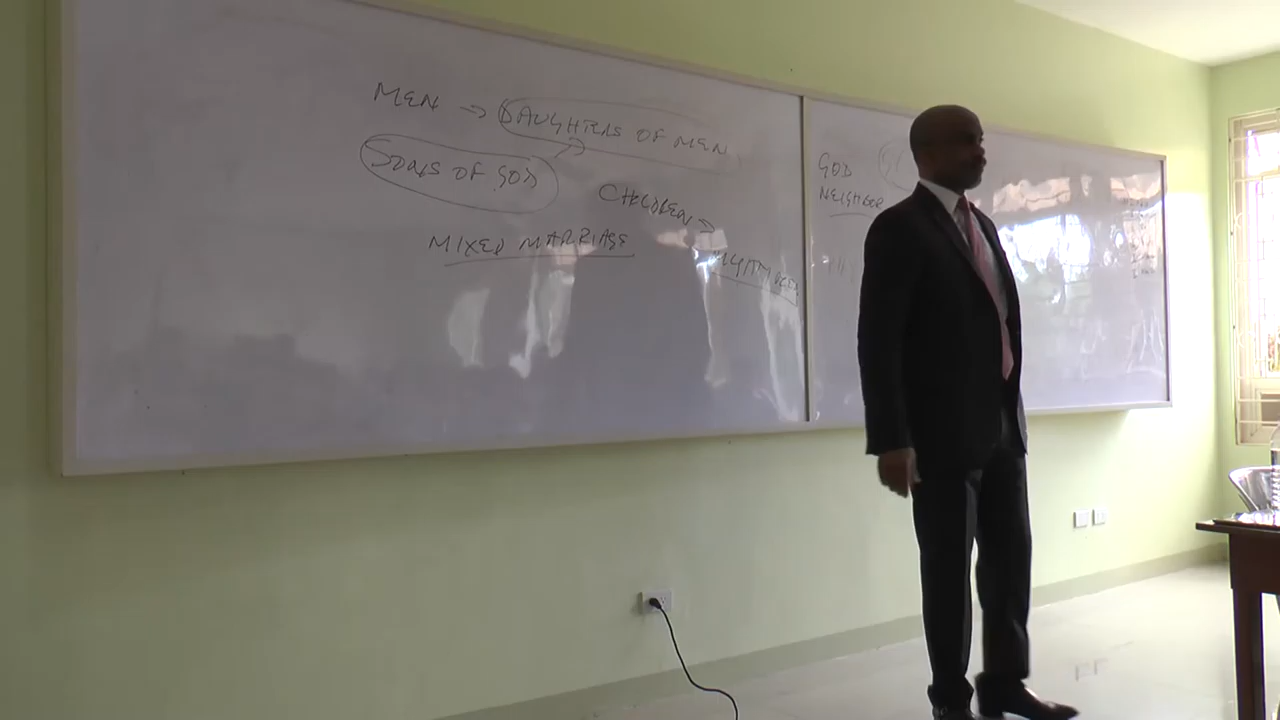 MEN → DAUGHTERS OF MEN
SONS OF GOD
CHILDREN →
MIXED MARRIAGE
GOD
NEIGHBOR